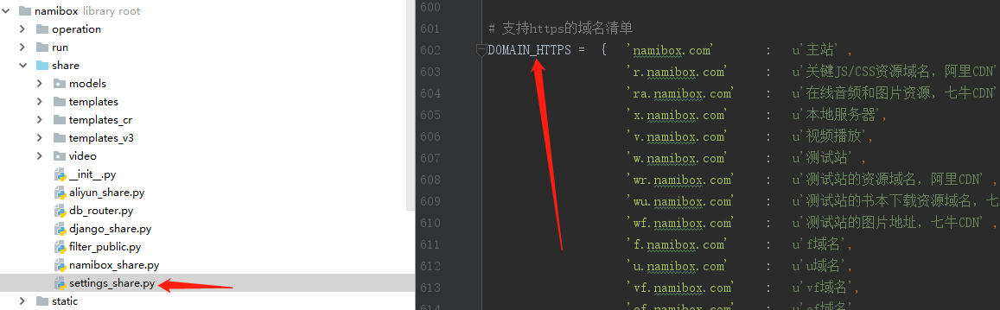 namibox library root
operation
run
share
models
templates
templates_cr
templates_v3
video
__init__.py
aliyun_share.py
db_router.py
django_share.py
filter_public.py
namibox_share.py
settings_share.py
static
600
601 # 支持https的域名清单
602 DOMAIN_HTTPS = { 'namibox.com' : u'主站',
603 'r.namibox.com' : u'关键JS/CSS资源域名，阿里CDN'
604 'ra.namibox.com' : u'在线音频和图片资源，七牛CDN'
605 'x.namibox.com' : u'本地服务器',
606 'v.namibox.com' : u'视频播放',
607 'w.namibox.com' : u'测试站',
608 'wr.namibox.com' : u'测试站的资源域名，阿里CDN',
609 'wu.namibox.com' : u'测试站的书本下载资源域名，七
610 'wf.namibox.com' : u'测试站的图片地址，七牛CDN',
611 'f.namibox.com' : u'f域名',
612 'u.namibox.com' : u'u域名',
613 'vf.namibox.com' : u'vf域名',
614 'ef.namibox.com' : u'ef域名',